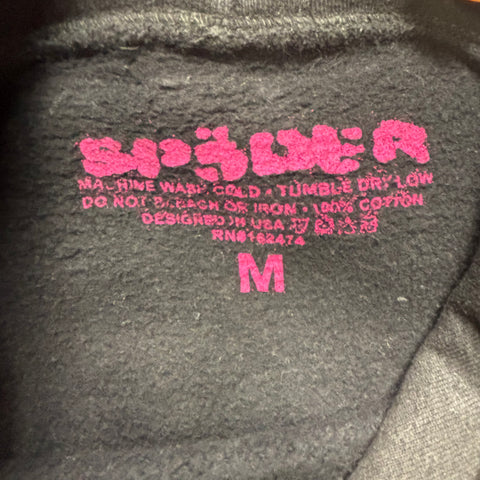 SP5DER
MACHINE WASH COLD • TUMBLE DRY LOW
DO NOT BLEACH OR IRON • 100% COTTON
DESIGNED IN USA
RN#162474
M